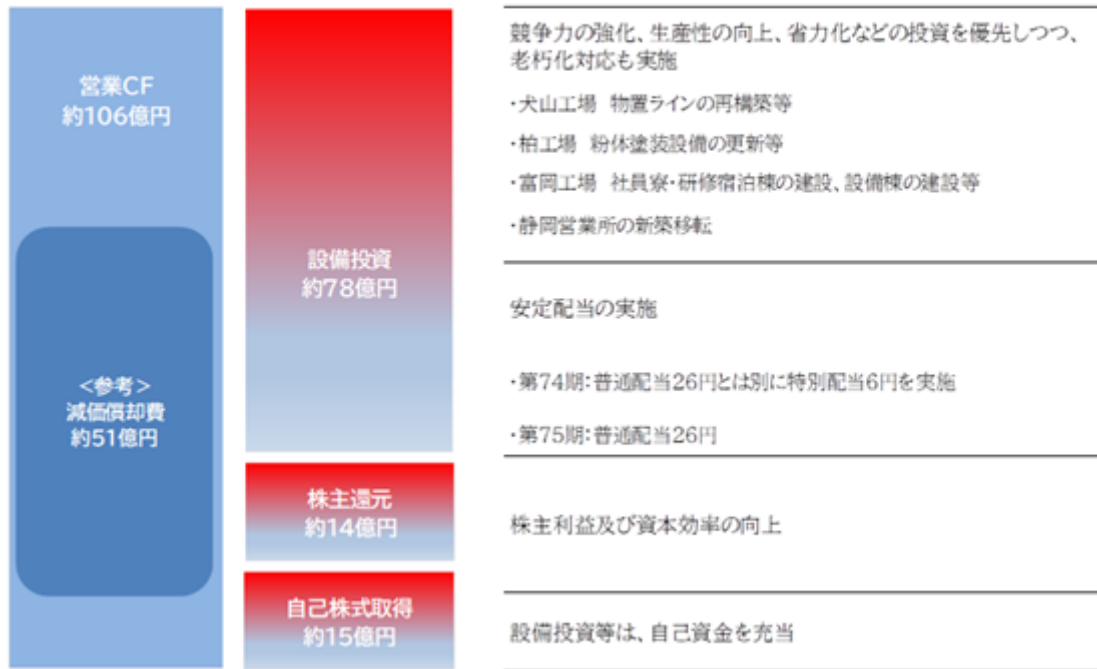 営業CF
約106億円
<参考>
減価償却費
約51億円
設備投資
約78億円
株主還元
約14億円
自己株式取得
約15億円
競争力の強化、生産性の向上、省力化などの投資を優先しつつ、
老朽化対応も実施
・犬山工場 物置ラインの再構築等
・柏工場 粉体塗装設備の更新等
・富岡工場 社員寮・研修宿泊棟の建設、設備棟の建設等
・静岡営業所の新築移転
安定配当の実施
・第74期：普通配当26円とは別に特別配当6円を実施
・第75期：普通配当26円
株主利益及び資本効率の向上
設備投資等は、自己資金を充当